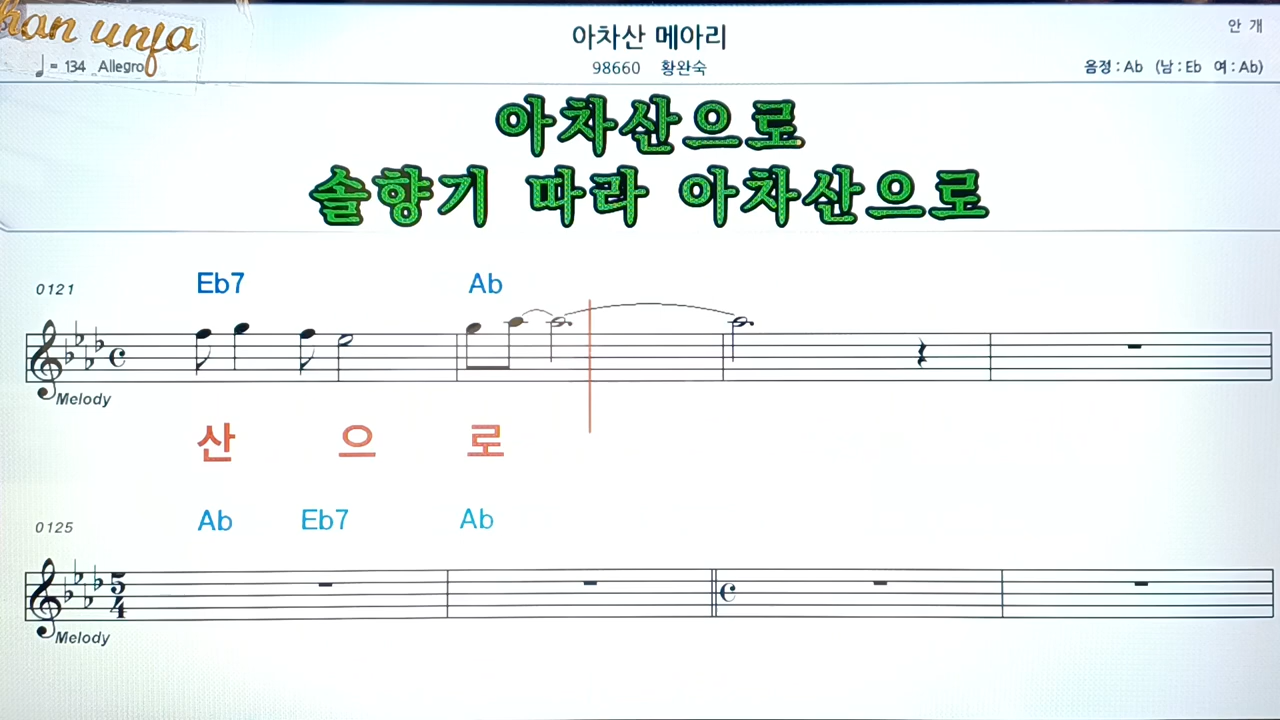 han unja
아차산 메아리
안 개
♩= 134 Allegro
98660 황완숙
음정 : Ab (남 : Eb 여 : Ab)
아차산으로
솔향기 따라 아차산으로
0121 Eb7 Ab
Melody
산 으 로
0125 Ab Eb7 Ab
5
4
Melody